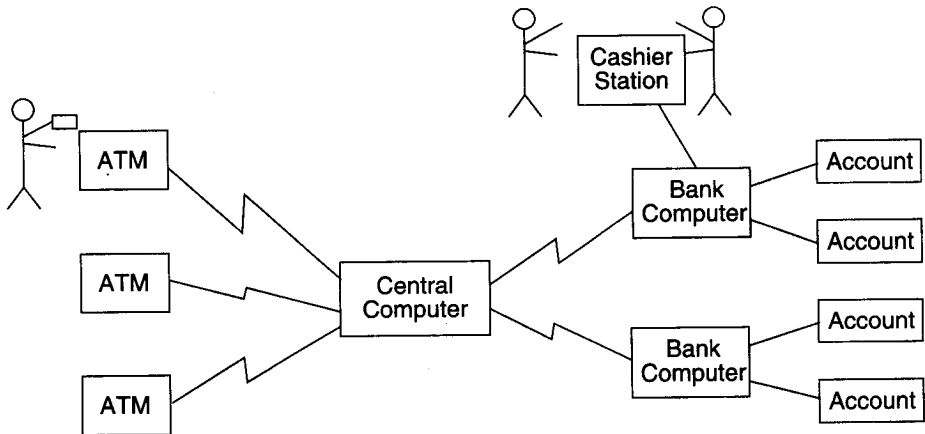 Cashier
Station
ATM
ATM
ATM
Central
Computer
Bank
Computer
Account
Account
Bank
Computer
Account
Account